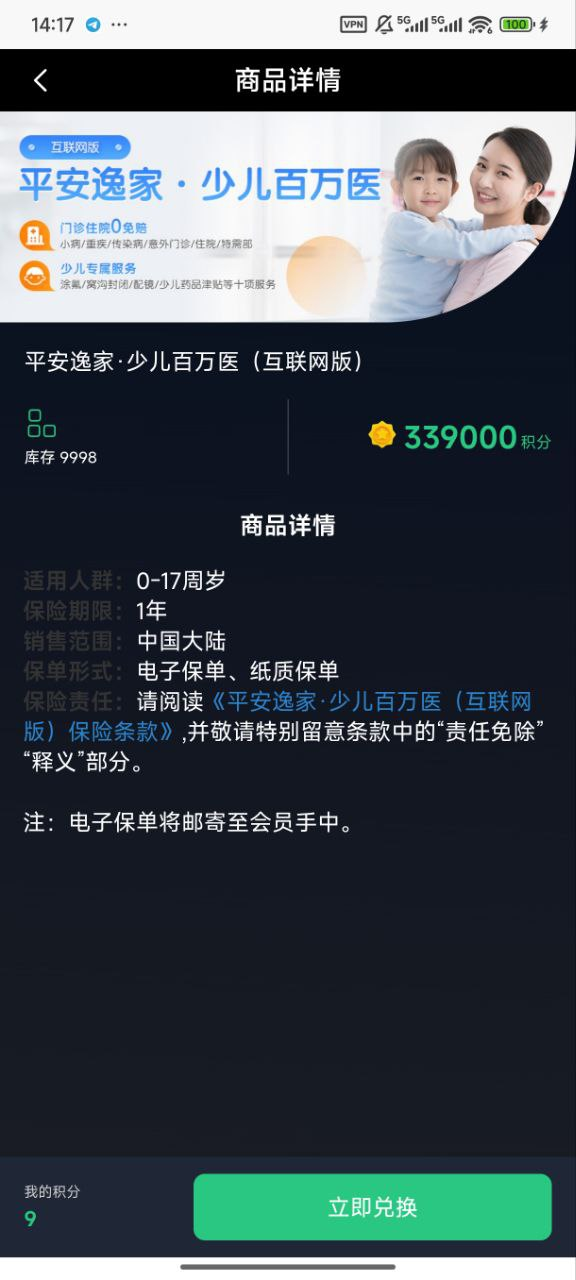 14:17 ··· VPN 5G 5G 6 100
商品详情
互联网版
平安逸家·少儿百万医
门诊住院0免赔
小病/重疾/传染病/意外门诊/住院/特需部
少儿专属服务
涂氟/窝沟封闭/配镜/少儿药品津贴等十项服务
平安逸家·少儿百万医（互联网版）
库存 9998
339000积分
商品详情
适用人群：0-17周岁
保险期限：1年
销售范围：中国大陆
保单形式：电子保单、纸质保单
保险责任：请阅读《平安逸家·少儿百万医（互联网
版）保险条款》,并敬请特别留意条款中的“责任免除”
“释义”部分。
注：电子保单将邮寄至会员手中。
我的积分
9
立即兑换